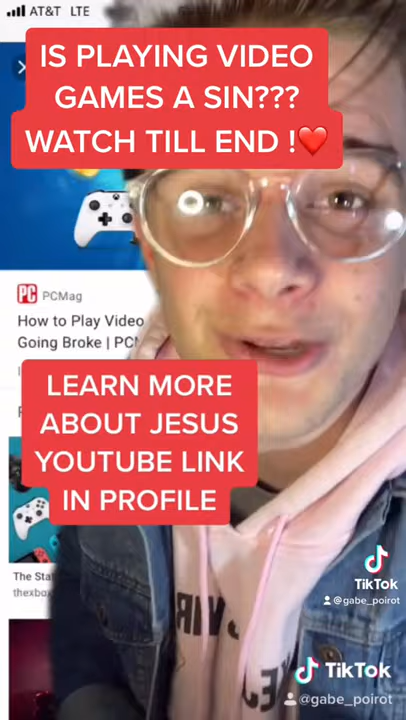 AT&T LTE
IS PLAYING VIDEO
GAMES A SIN???
WATCH TILL END !❤️
PC PCMag
How to Play Video
Going Broke | PCM
LEARN MORE
ABOUT JESUS
YOUTUBE LINK
IN PROFILE
The Sta
thexbo
TikTok
@gabe_poirot
TikTok
@gabe_poirot